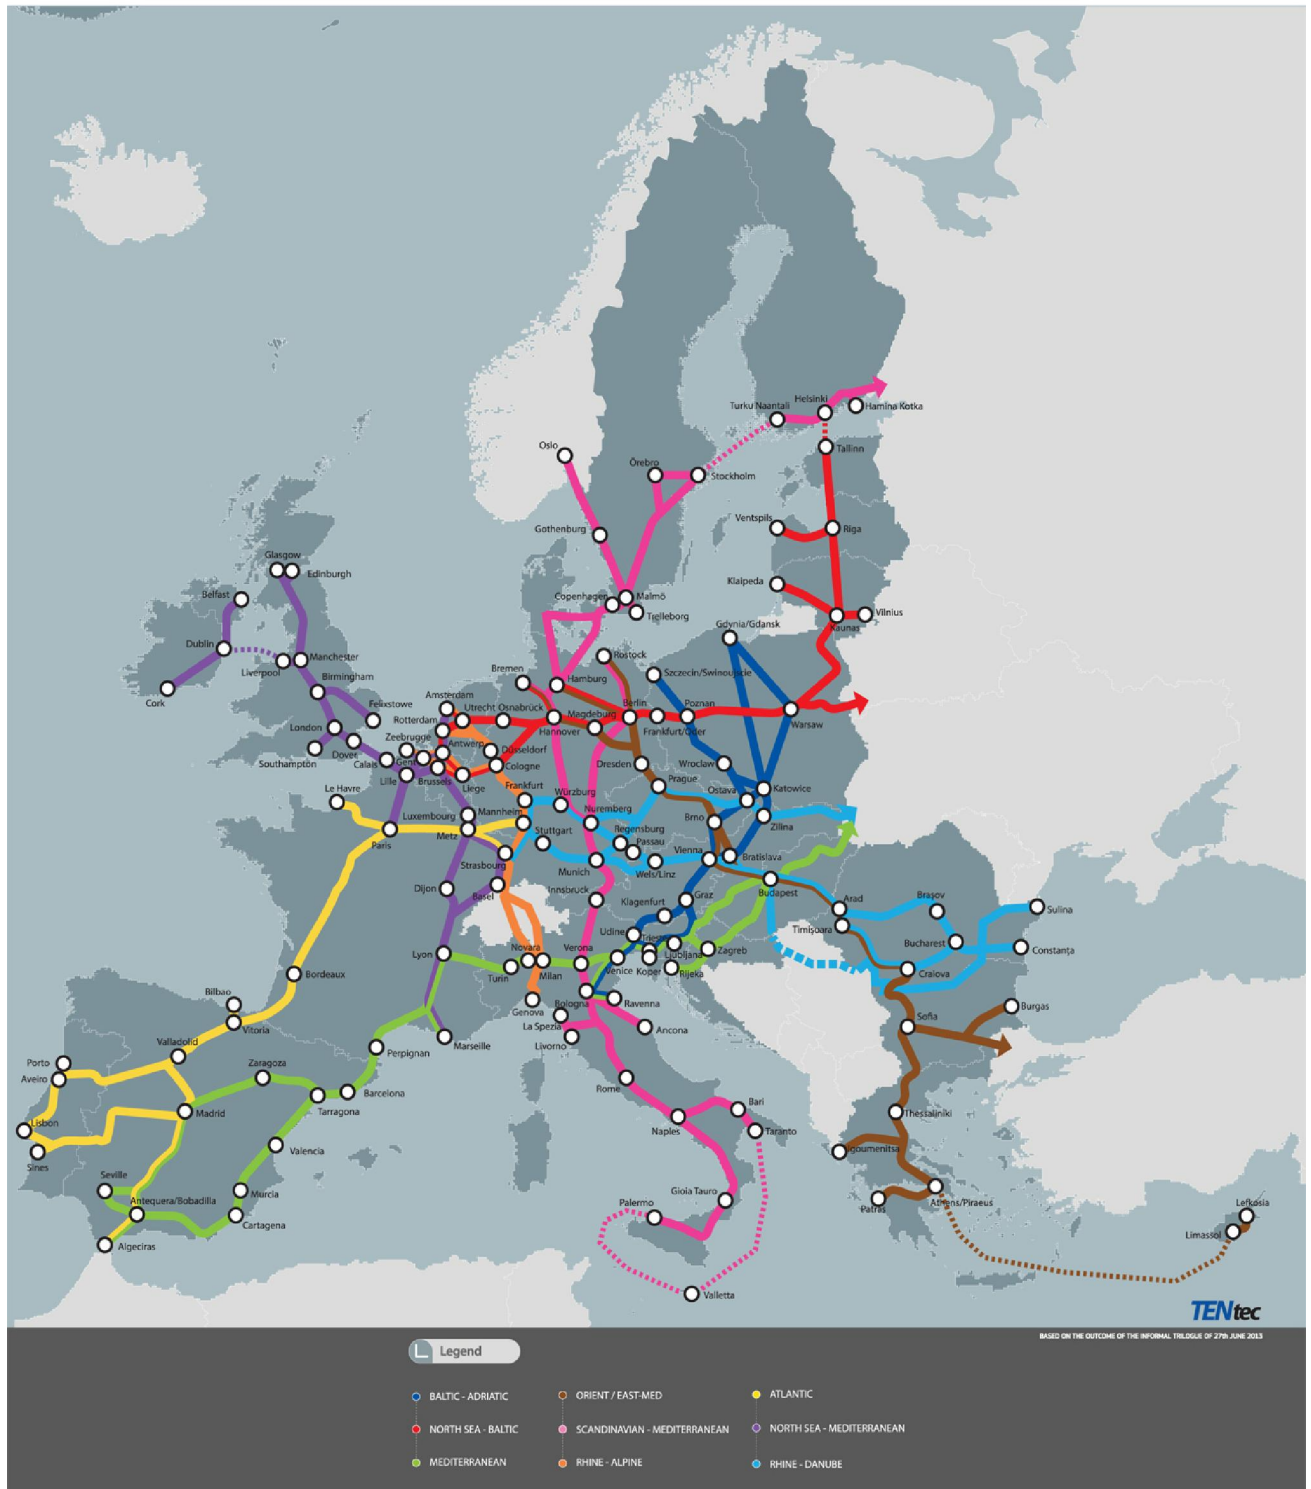 Helsinki
Turku Naantali
Hamina Kotka
Oslo
Örebro
Stockholm
Tallinn
Gothenburg
Ventspils
Riga
Glasgow
Edinburgh
Klaipeda
Belfast
Copenhagen
Malmö
Trelleborg
Vilnius
Kaunas
Gdynia/Gdansk
Dublin
Liverpool
Manchester
Rostock
Bremen
Hamburg
Szczecin/Swinoujscie
Birmingham
Cork
Amsterdam
Felixstowe
Utrecht
Osnabrück
Berlin
Poznan
Rotterdam
Magdeburg
Warsaw
London
Zeebrugge
Hannover
Frankfurt/Oder
Antwerp
Düsseldorf
Southampton
Dover
Calais
Cologne
Dresden
Wroclaw
Lille
Brussels
Liege
Prague
Le Havre
Frankfurt
Würzburg
Ostava
Katowice
Luxembourg
Mannheim
Nuremberg
Brno
Metz
Stuttgart
Regensburg
Zilina
Paris
Passau
Vienna
Bratislava
Strasbourg
Munich
Wels/Linz
Dijon
Basel
Innsbruck
Graz
Budapest
Arad
Braşov
Klagenfurt
Sulina
Timişoara
Udine
Lyon
Novara
Verona
Ljubljana
Zagreb
Bucharest
Constanţa
Turin
Milan
Venice
Koper
Rijeka
Craiova
Bordeaux
Bilbao
Genova
Bologna
Ravenna
Burgas
Vitoria
La Spezia
Ancona
Sofia
Livorno
Marseille
Valladolid
Perpignan
Porto
Zaragoza
Aveiro
Rome
Barcelona
Tarragona
Bari
Madrid
Lisbon
Naples
Taranto
Thessaliniki
Valencia
Igoumenitsa
Sines
Seville
Murcia
Gioia Tauro
Antequera/Bobadilla
Palermo
Patras
Athens/Piraeus
Lefkosia
Cartagena
Limassol
Algeciras
Valletta
TENtec
BASED ON THE OUTCOME OF THE INFORMAL TRILOGUE OF 27th JUNE 2013
Legend
BALTIC - ADRIATIC
ORIENT / EAST-MED
ATLANTIC
NORTH SEA - BALTIC
SCANDINAVIAN - MEDITERRANEAN
NORTH SEA - MEDITERRANEAN
MEDITERRANEAN
RHINE - ALPINE
RHINE - DANUBE